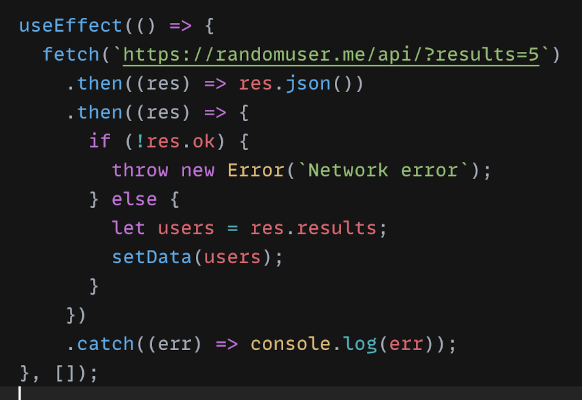 useEffect(() => {
  fetch(`https://randomuser.me/api/?results=5`)
    .then((res) => res.json())
    .then((res) => {
      if (!res.ok) {
        throw new Error(`Network error`);
      } else {
        let users = res.results;
        setData(users);
      }
    })
    .catch((err) => console.log(err));
}, []);